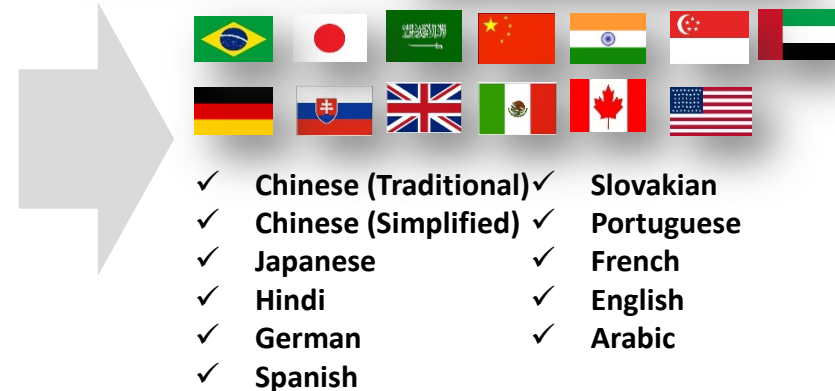 ✓ Chinese (Traditional)
✓ Chinese (Simplified)
✓ Japanese
✓ Hindi
✓ German
✓ Spanish
✓ Slovakian
✓ Portuguese
✓ French
✓ English
✓ Arabic